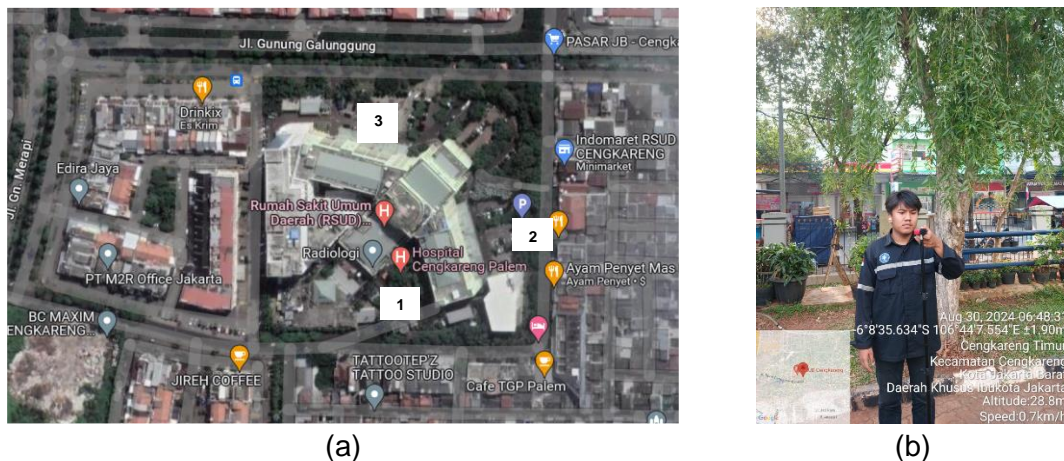 Jl. Gunung Galunggung
PASAR JB - Cengka
Drinkix
Es Krim
3
Indomaret RSUD
CENGKARENG
Minimarket
Jl. Gn. Merapi
Edira Jaya
Rumah Sakit Umum
Daerah (RSUD)...
P
2
Radiologi
Hospital
Cengkareng Palem
PT M2R Office Jakarta
Ayam Penyet Mas
Ayam Penyet • $
1
BC MAXIM
ENGKARENG...
JIREH COFFEE
TATTOOTEP'Z
TATTOO STUDIO
Cafe TGP Palem
(a)
Aug 30, 2024 06:48:31
-6°8'35.634"S 106°44'7.554"E ±1,90m
Cengkareng Timur
Kecamatan Cengkareng
Kota Jakarta Barat
Daerah Khusus Ibukota Jakarta
Altitude:28.8m
Speed:0.7km/h
Google
(b)